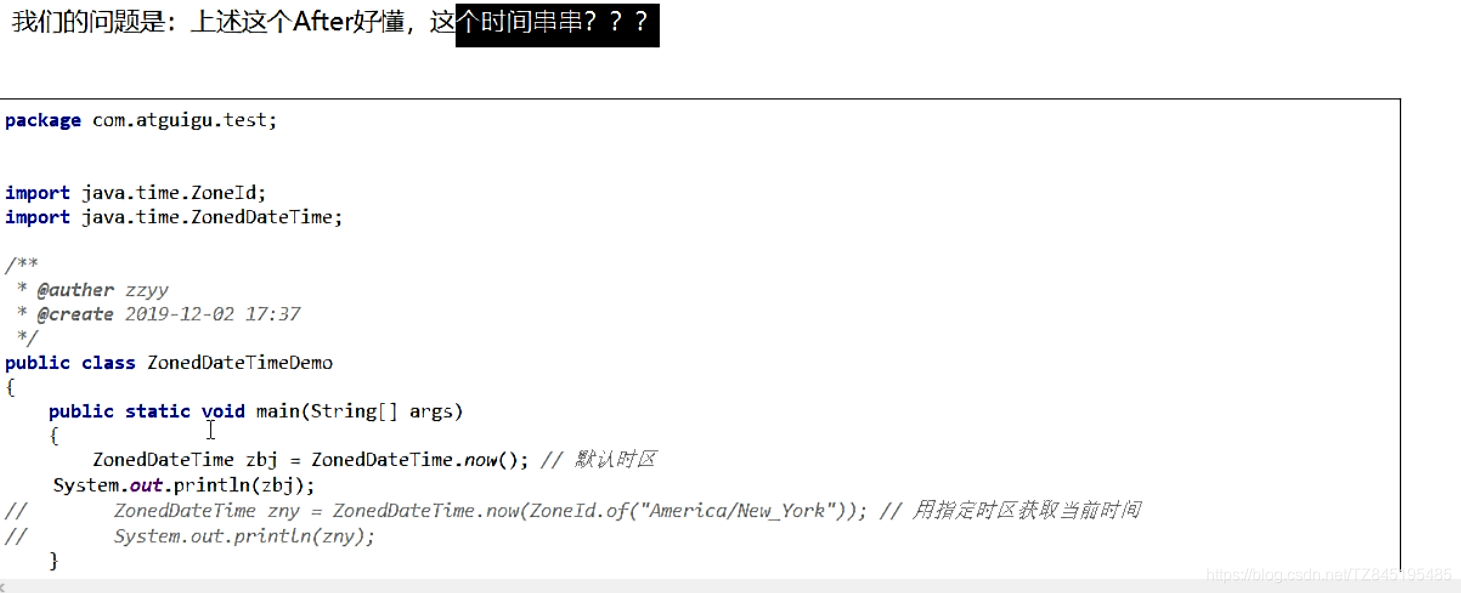 我们的问题是：上述这个After好懂，这个时间串串？？？
package com.atguigu.test;
import java.time.ZoneId;
import java.time.ZonedDateTime;
/**
 * @auther zzyy
 * @create 2019-12-02 17:37
 */
public class ZonedDateTimeDemo
{
    public static void main(String[] args)
    {
        ZonedDateTime zbj = ZonedDateTime.now(); // 默认时区
    System.out.println(zbj);
//        ZonedDateTime zny = ZonedDateTime.now(ZoneId.of("America/New_York")); // 用指定时区获取当前时间
//        System.out.println(zny);
    }
https://blog.csdn.net/TZ845195485